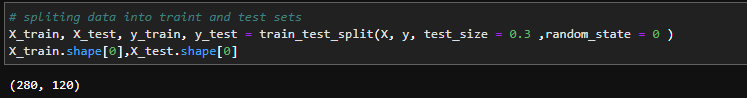 # spliting data into traint and test sets
X_train, X_test, y_train, y_test = train_test_split(X, y, test_size = 0.3 ,random_state = 0 )
X_train.shape[0],X_test.shape[0]
(280, 120)